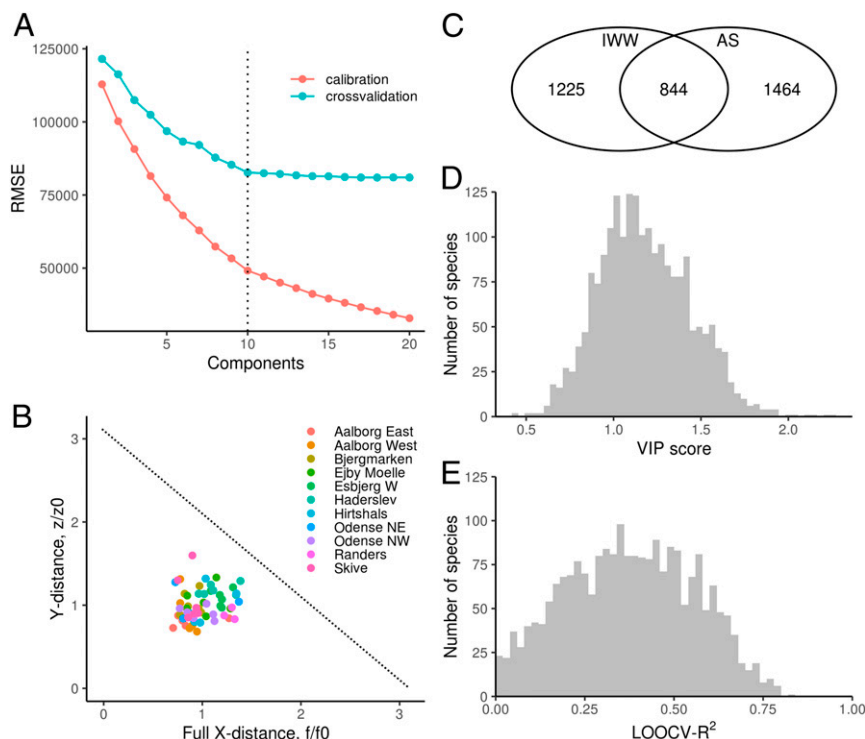 A
125000
100000
75000
50000
RMSE
calibration
crossvalidation
5
10
15
20
Components
B
3
2
1
0
Y-distance, z/z0
Aalborg East
Aalborg West
Bjergmarken
Ejby Moelle
Esbjerg W
Haderslev
Hirtshals
Odense NE
Odense NW
Randers
Skive
0
1
2
3
Full X-distance, f/f0
C
IWW
AS
1225
844
1464
D
125
100
75
50
25
0
Number of species
0.5
1.0
1.5
2.0
VIP score
E
125
100
75
50
25
0
Number of species
0.00
0.25
0.50
0.75
1.00
LOOCV-R²